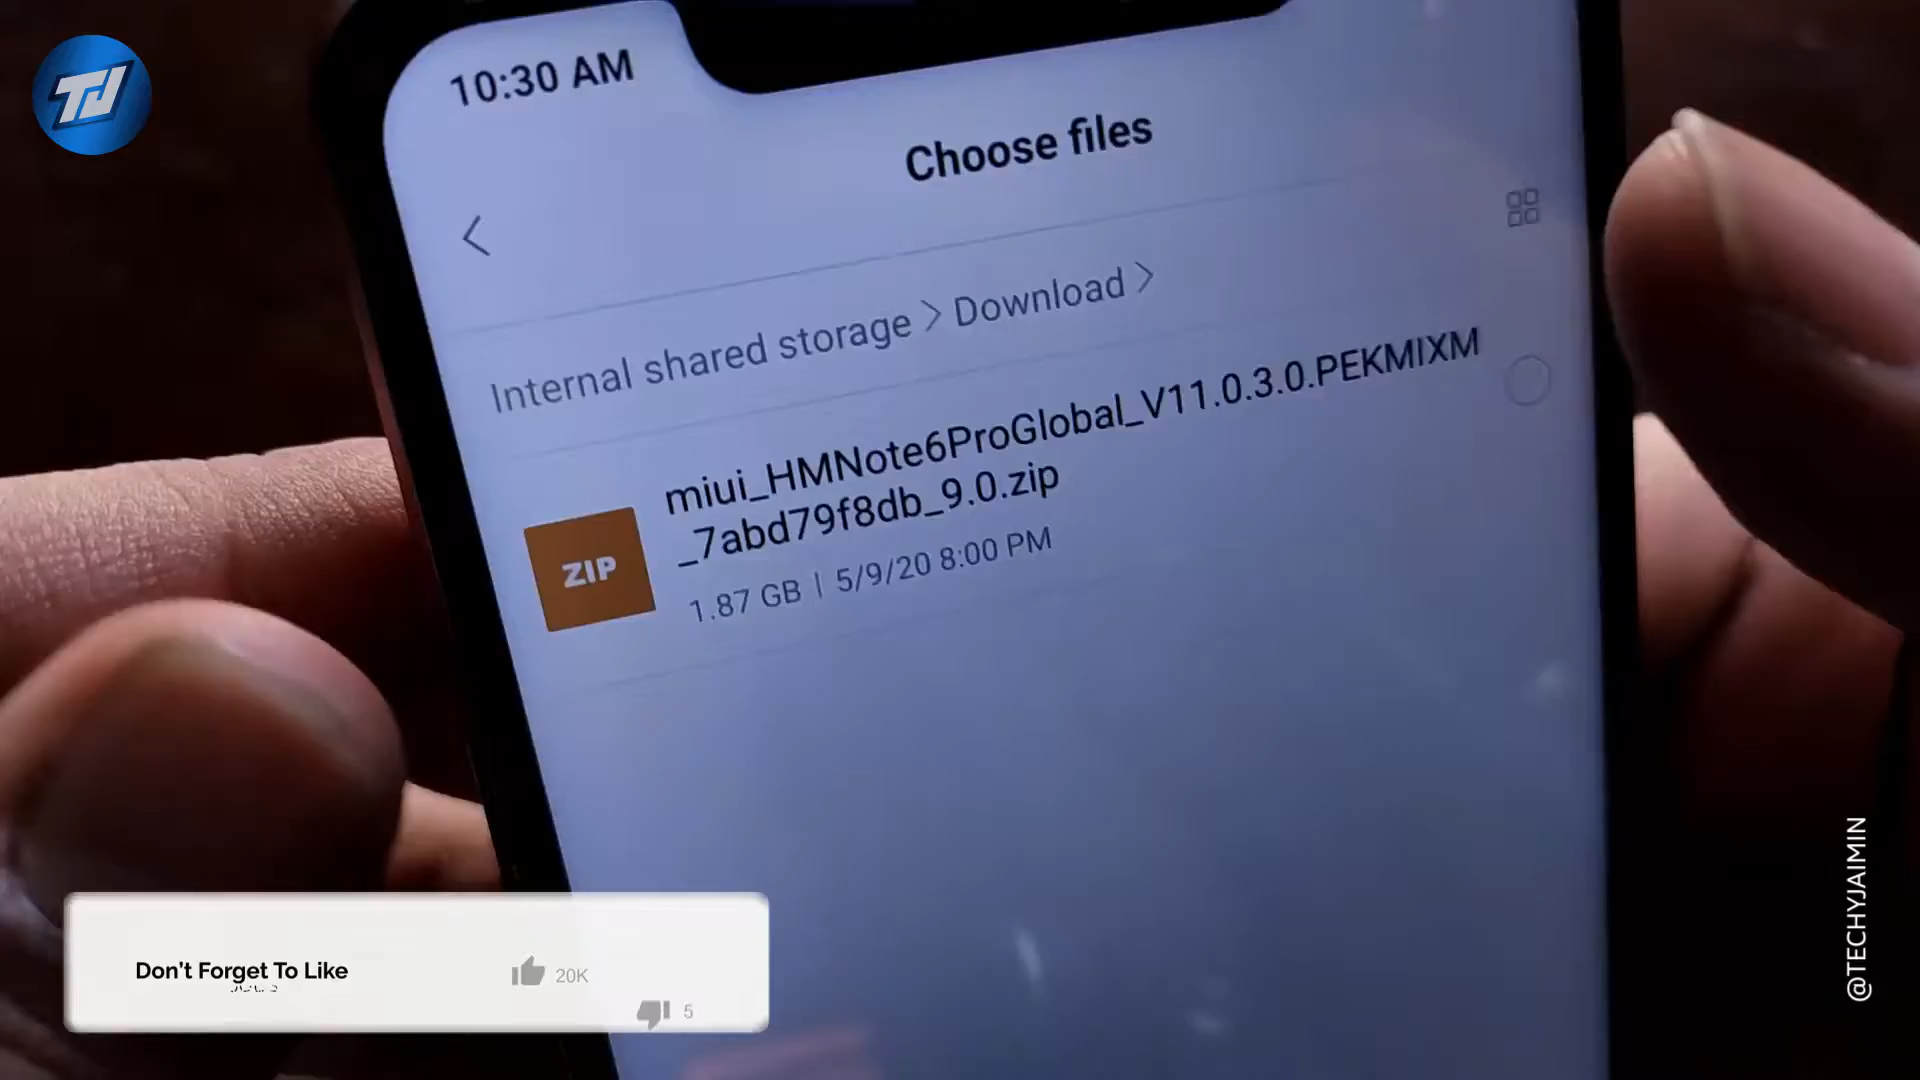 TJ
10:30 AM
Choose files
Internal shared storage > Download >
miui_HMNote6ProGlobal_V11.0.3.0.PEKMIXM
_7abd79f8db_9.0.zip
ZIP
1.87 GB | 5/9/20 8:00 PM
Don't Forget To Like
20K
5
@TECHYJAIMIN